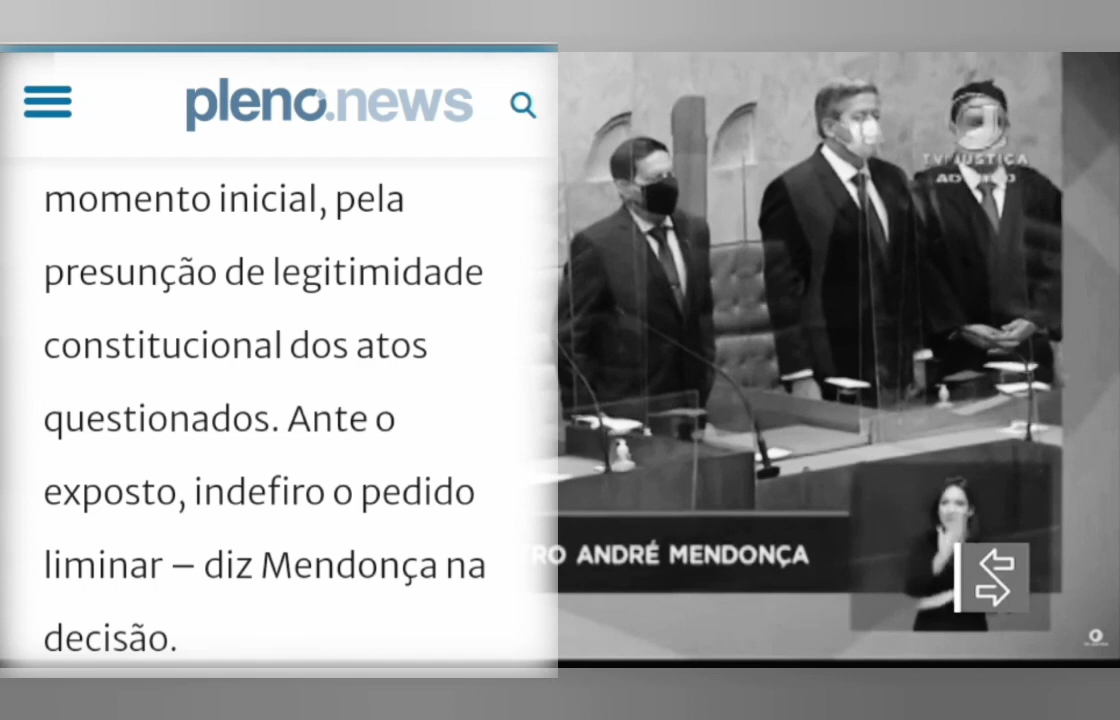 pleno.news
momento inicial, pela
presunção de legitimidade
constitucional dos atos
questionados. Ante o
exposto, indefiro o pedido
liminar – diz Mendonça na
decisão.
TV JUSTIÇA
RO ANDRÉ MENDONÇA